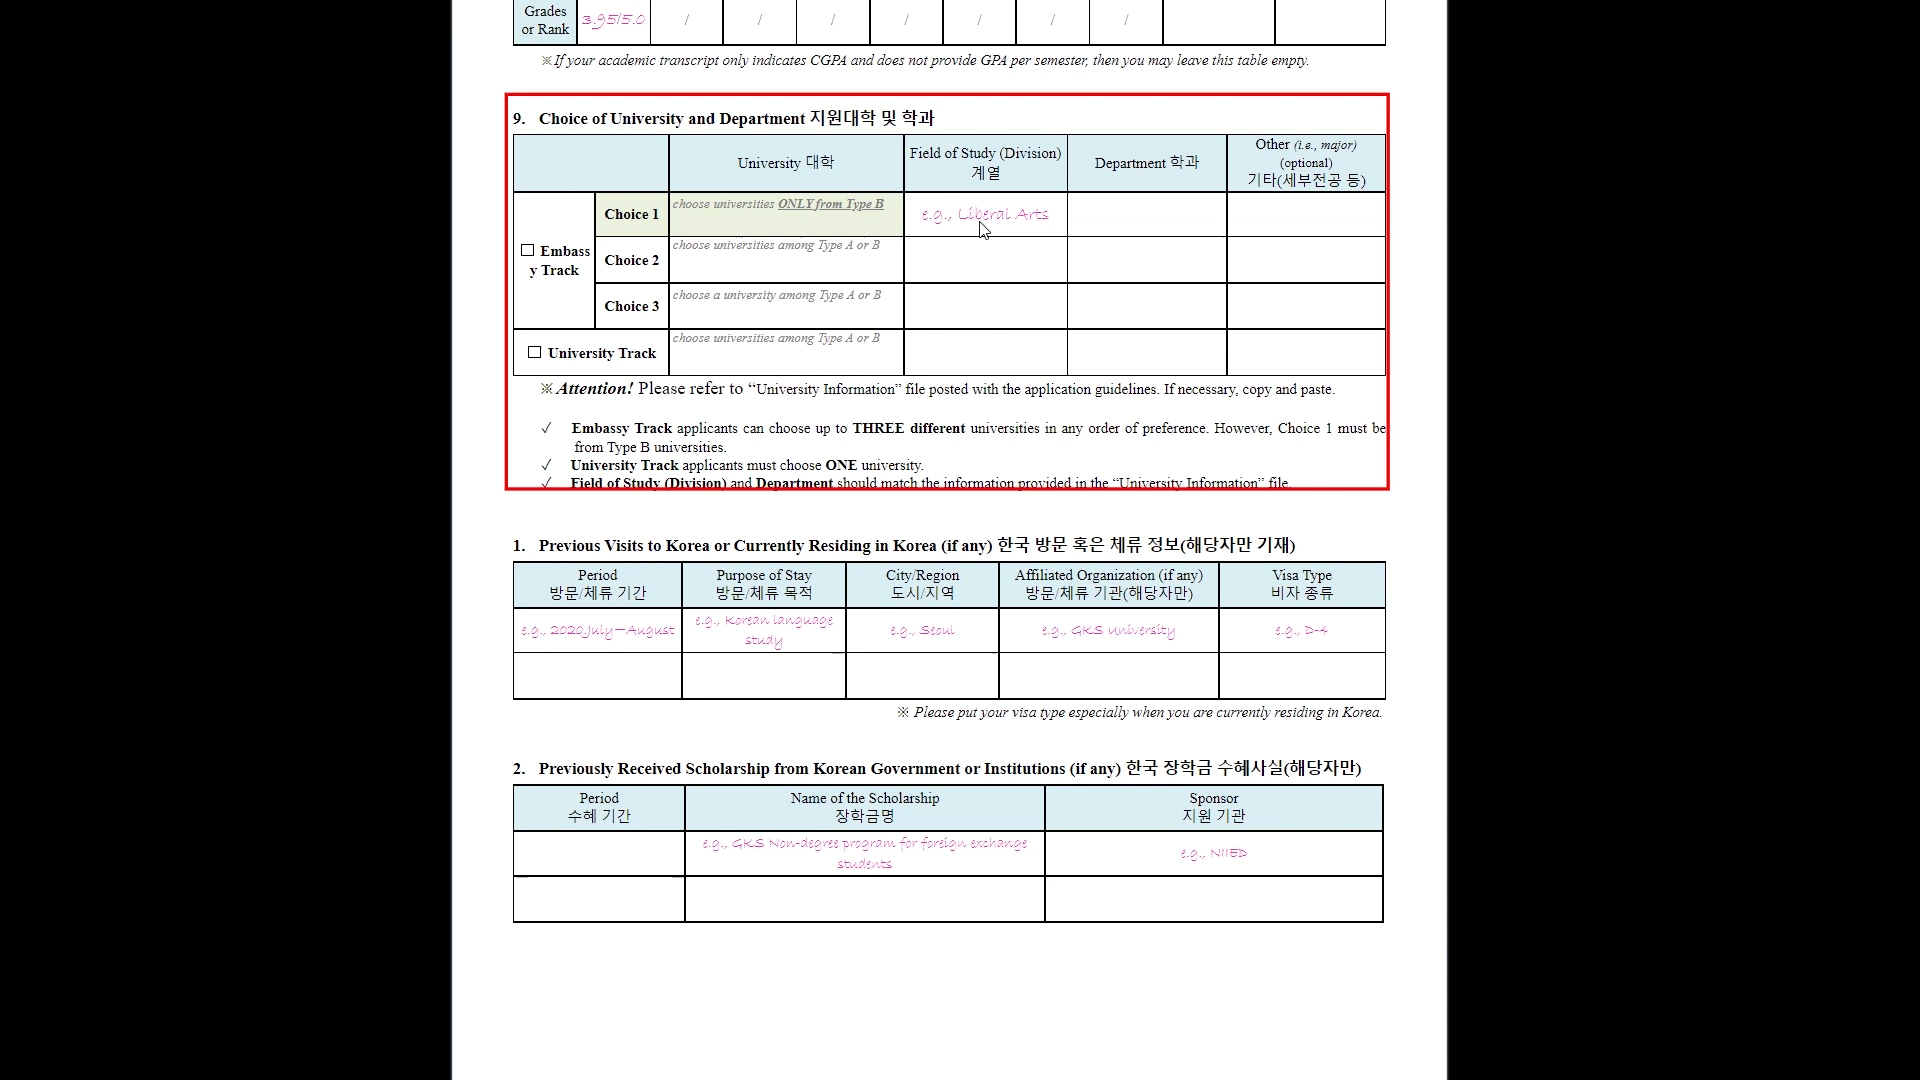 Grades
or Rank
3.95/5.0
/
/
/
/
/
/
/
※If your academic transcript only indicates CGPA and does not provide GPA per semester, then you may leave this table empty.
9. Choice of University and Department 지원대학 및 학과
University 대학
Field of Study (Division)
계열
Department 학과
Other (i.e., major)
(optional)
기타(세부전공 등)
☐ Embass
y Track
Choice 1
choose universities ONLY from Type B
e.g., Liberal Arts
Choice 2
choose universities among Type A or B
Choice 3
choose a university among Type A or B
☐ University Track
choose universities among Type A or B
※Attention! Please refer to “University Information” file posted with the application guidelines. If necessary, copy and paste.
✓ Embassy Track applicants can choose up to THREE different universities in any order of preference. However, Choice 1 must be
from Type B universities.
✓ University Track applicants must choose ONE university.
✓ Field of Study (Division) and Department should match the information provided in the “University Information” file.
1. Previous Visits to Korea or Currently Residing in Korea (if any) 한국 방문 혹은 체류 정보(해당자만 기재)
Period
방문/체류 기간
Purpose of Stay
방문/체류 목적
City/Region
도시/지역
Affiliated Organization (if any)
방문/체류 기관(해당자만)
Visa Type
비자 종류
e.g., 2020.July—August
e.g., Korean language
study
e.g., Seoul
e.g., GKS University
e.g., D-4
※ Please put your visa type especially when you are currently residing in Korea.
2. Previously Received Scholarship from Korean Government or Institutions (if any) 한국 장학금 수혜사실(해당자만)
Period
수혜 기간
Name of the Scholarship
장학금명
Sponsor
지원 기관
e.g., GKS Non-degree program for foreign exchange
students
e.g., NIIED